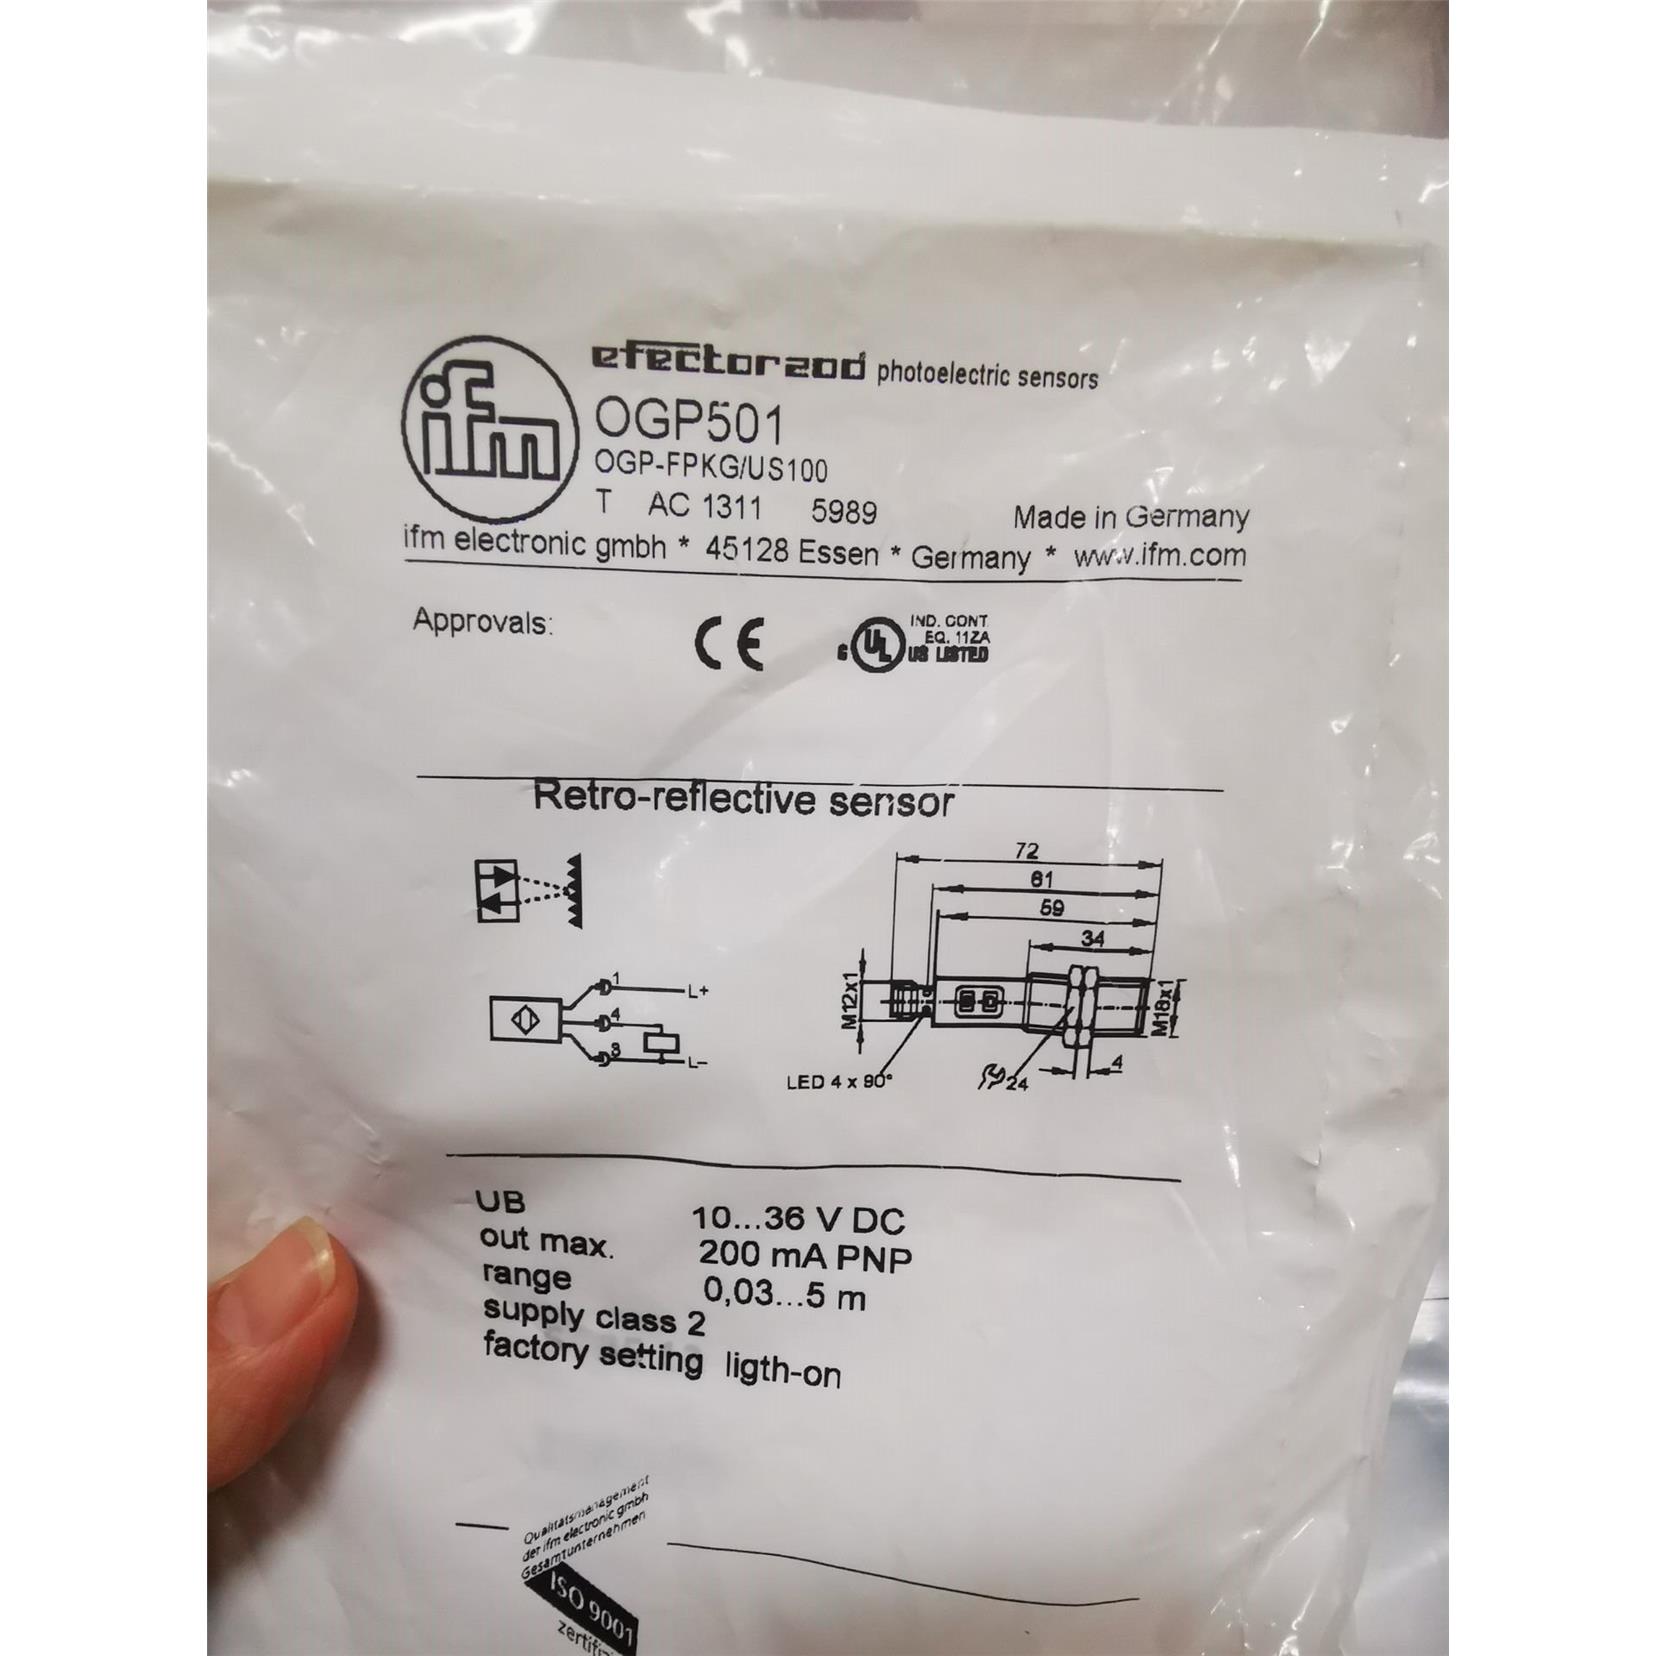 ifm
efector200 photoelectric sensors
OGP501
OGP-FPKG/US100
T AC 1311 5989 Made in Germany
ifm electronic gmbh * 45128 Essen * Germany * www.ifm.com
Approvals:
CE
c UL US LISTED
IND. CONT.
EQ. 11ZA
Retro-reflective sensor
72
61
59
34
M12x1
M18x1
LED 4 x 90°
24
4
1
L+
4
3
L-
UB 10...36 V DC
out max. 200 mA PNP
range 0,03...5 m
supply class 2
factory setting ligth-on
Qualitätsmanagement
der ifm electronic gmbh
Gesamtunternehmen
ISO 9001